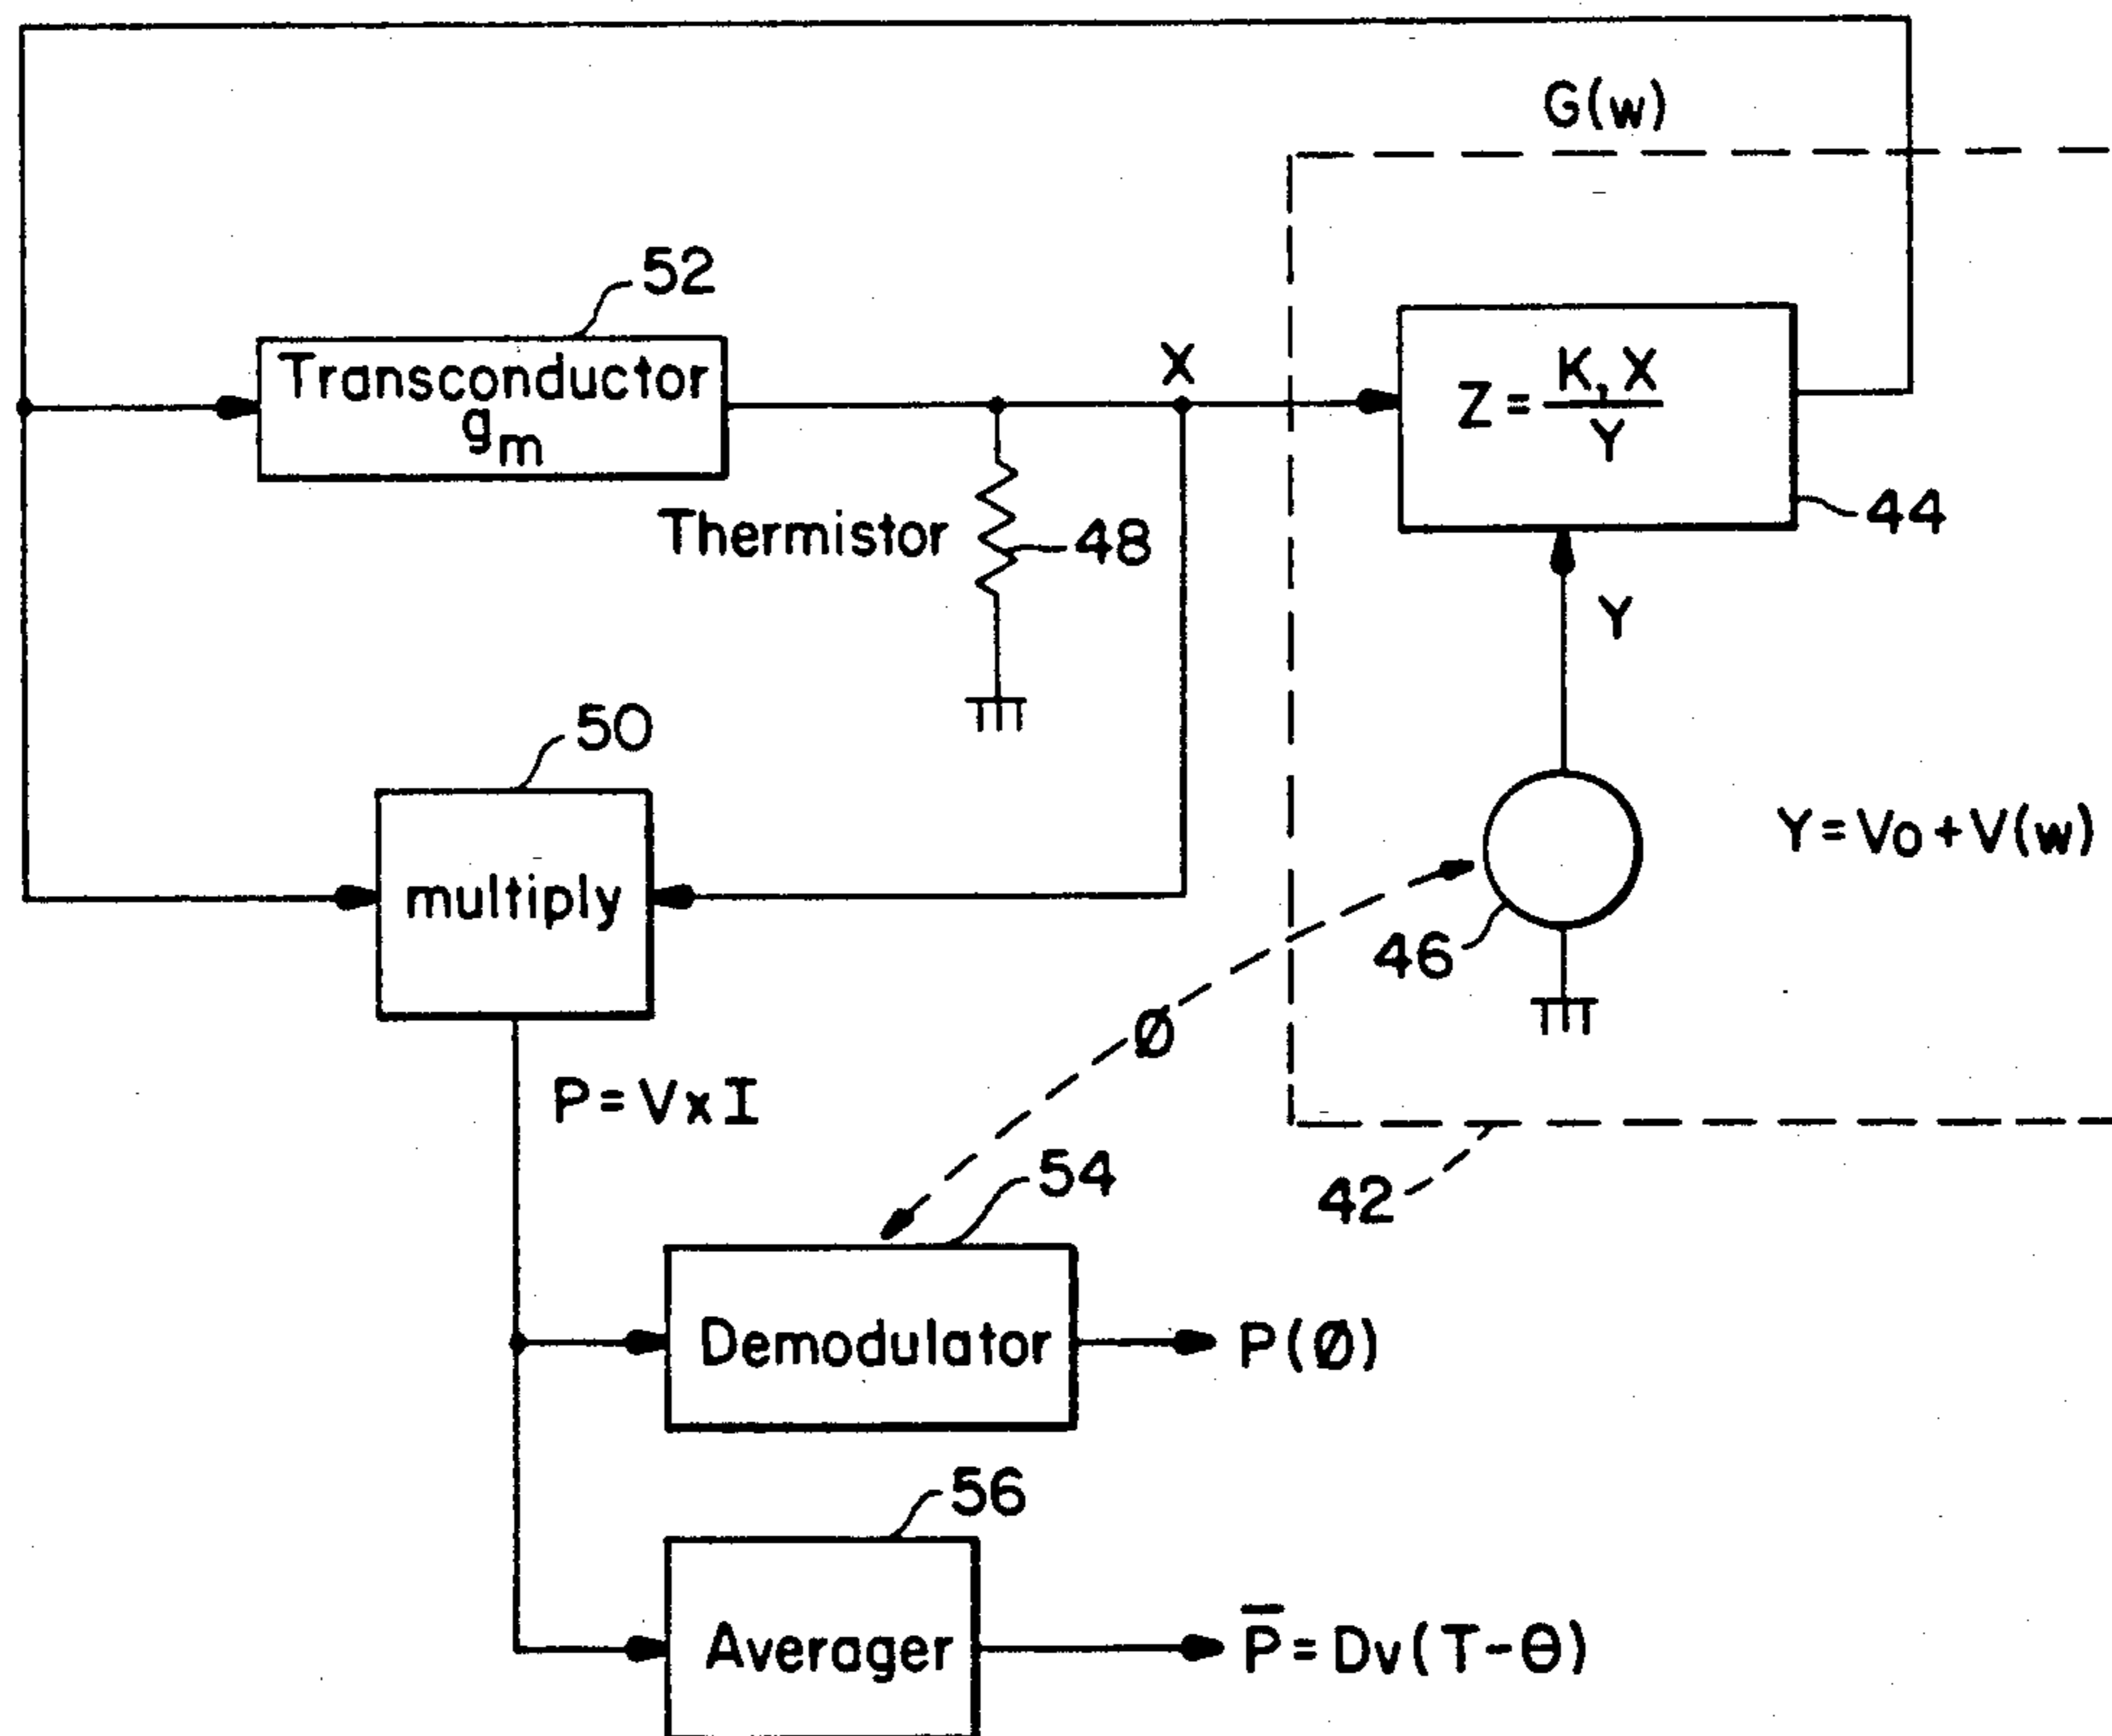 G(w)
52
Transconductor
gm
X
Z = K, X
Y
44
Thermistor
48
Y
50
multiply
46
Y = Vo + V(w)
Ø
P = V x I
54
42
Demodulator
P(Ø)
56
Averager
P̅ = Dv(T-Θ)